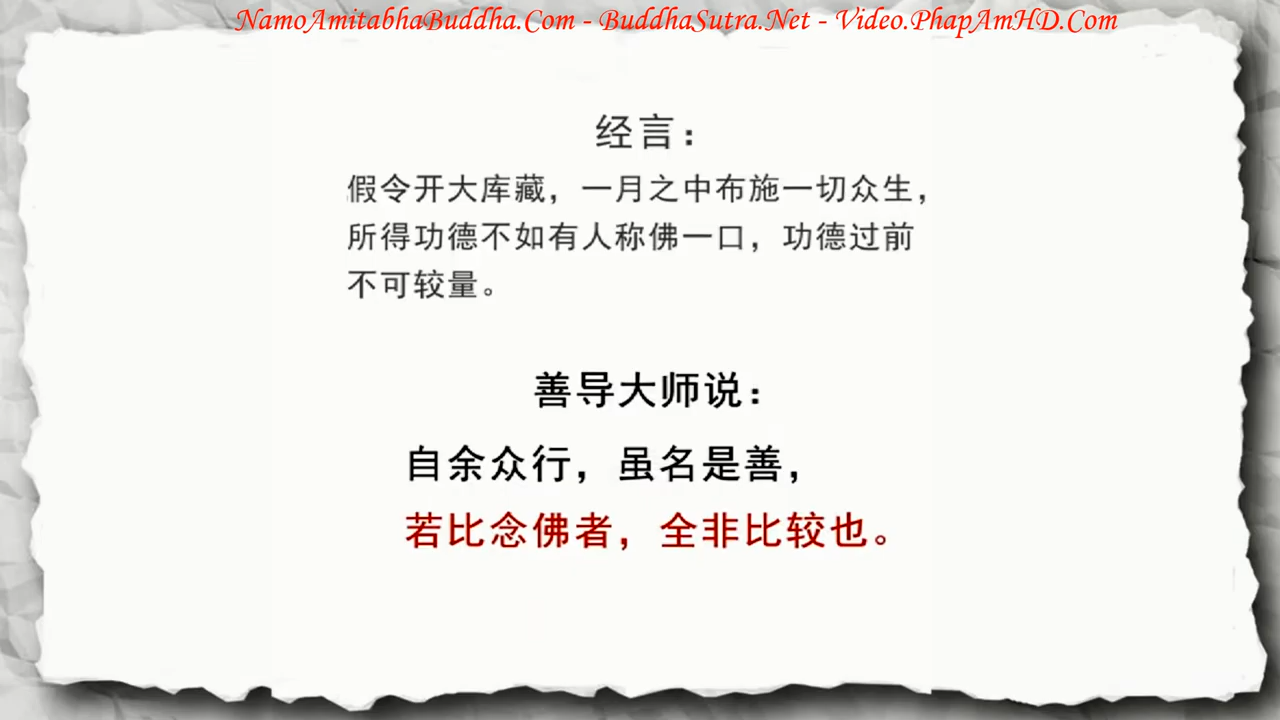 NamoAmitabhaBuddha.Com - BuddhaSutra.Net - Video.PhapAmHD.Com
经言：
假令开大库藏，一月之中布施一切众生，
所得功德不如有人称佛一口，功德过前
不可较量。
善导大师说：
自余众行，虽名是善，
若比念佛者，全非比较也。